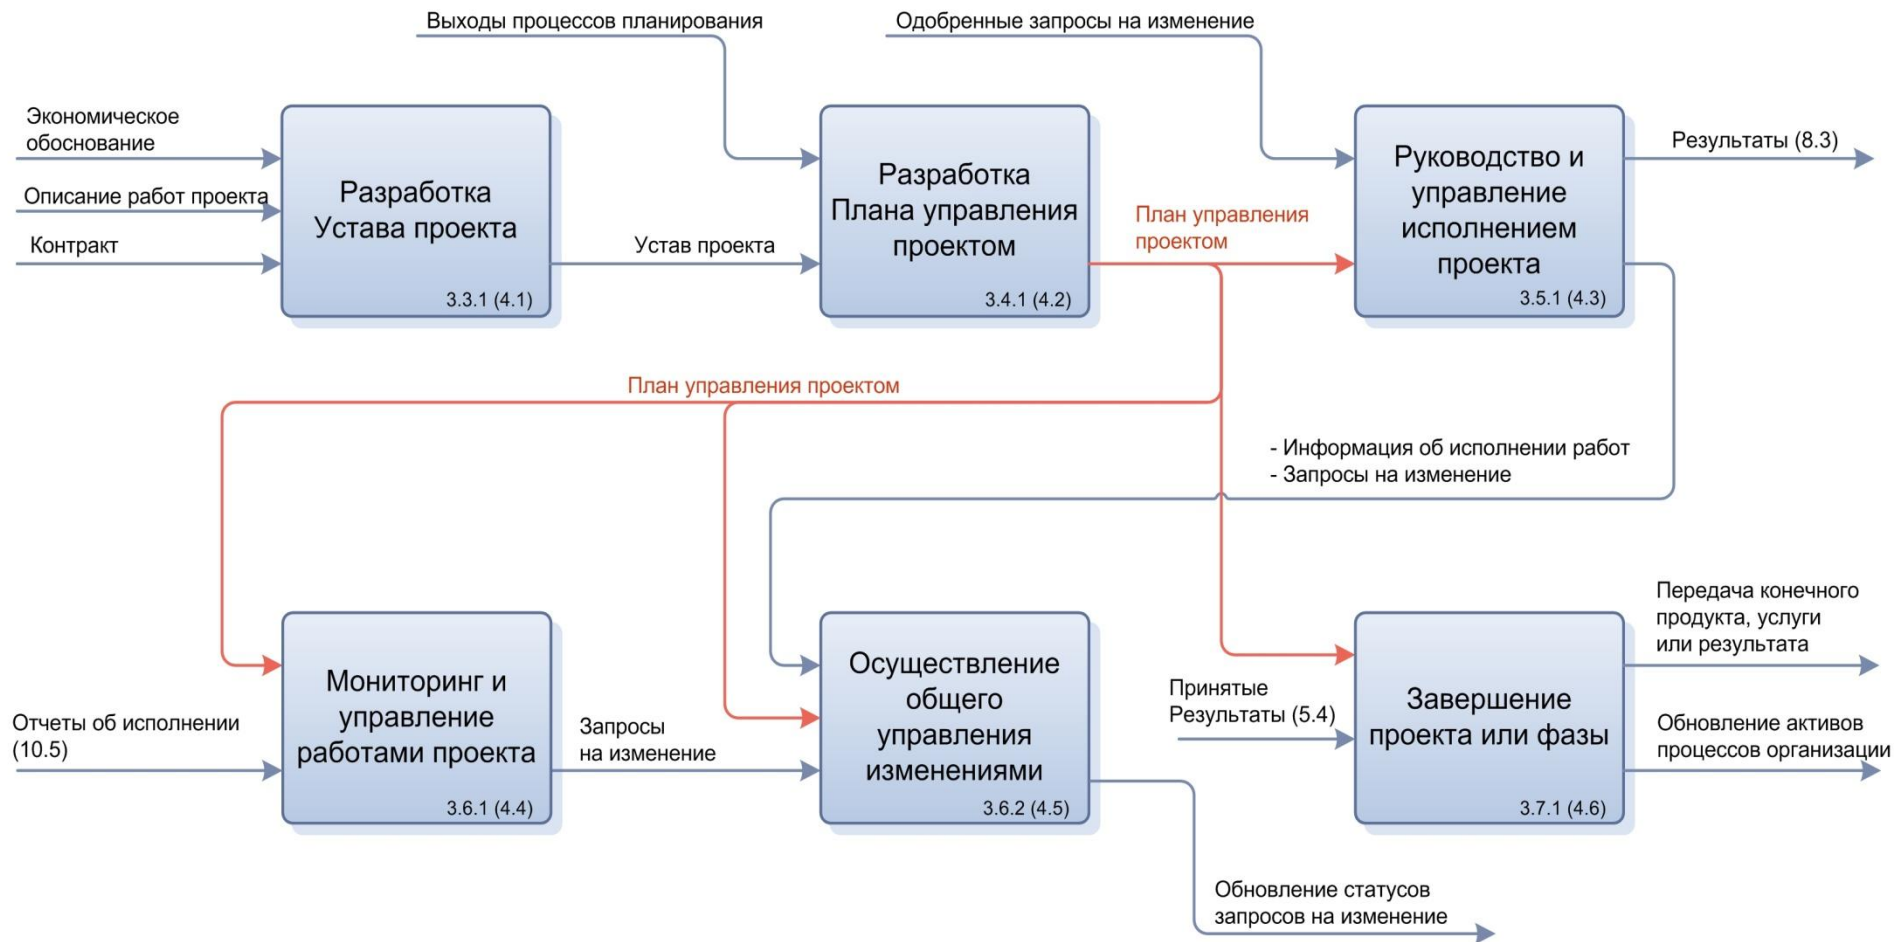 Выходы процессов планирования
Одобренные запросы на изменение
Экономическое
обоснование
Описание работ проекта
Контракт
Разработка
Устава проекта
3.3.1 (4.1)
Устав проекта
Разработка
Плана управления
проектом
3.4.1 (4.2)
План управления
проектом
Руководство и
управление
исполнением
проекта
3.5.1 (4.3)
Результаты (8.3)
План управления проектом
- Информация об исполнении работ
- Запросы на изменение
Отчеты об исполнении
(10.5)
Мониторинг и
управление
работами проекта
3.6.1 (4.4)
Запросы
на изменение
Осуществление
общего
управления
изменениями
3.6.2 (4.5)
Принятые
Результаты (5.4)
Завершение
проекта или фазы
3.7.1 (4.6)
Передача конечного
продукта, услуги
или результата
Обновление активов
процессов организации
Обновление статусов
запросов на изменение